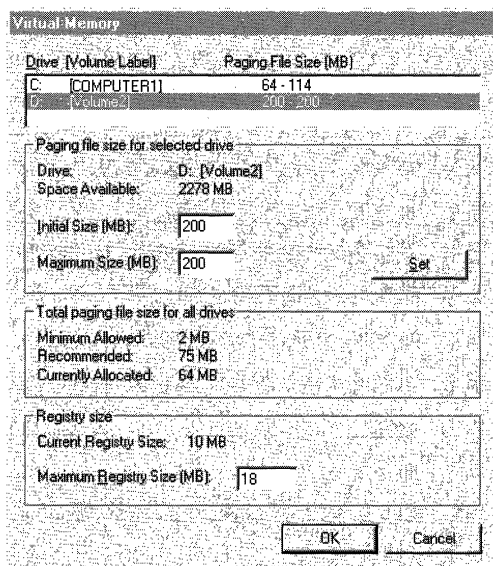 Virtual Memory
Drive [Volume Label] Paging File Size (MB)
C: [COMPUTER1] 64 - 114
D: [Volume2] 200 - 200
Paging file size for selected drive
Drive: D: [Volume2]
Space Available: 2278 MB
Initial Size (MB): 200
Maximum Size (MB): 200
Set
Total paging file size for all drives
Minimum Allowed: 2 MB
Recommended: 75 MB
Currently Allocated: 64 MB
Registry size
Current Registry Size: 10 MB
Maximum Registry Size (MB): 18
OK Cancel